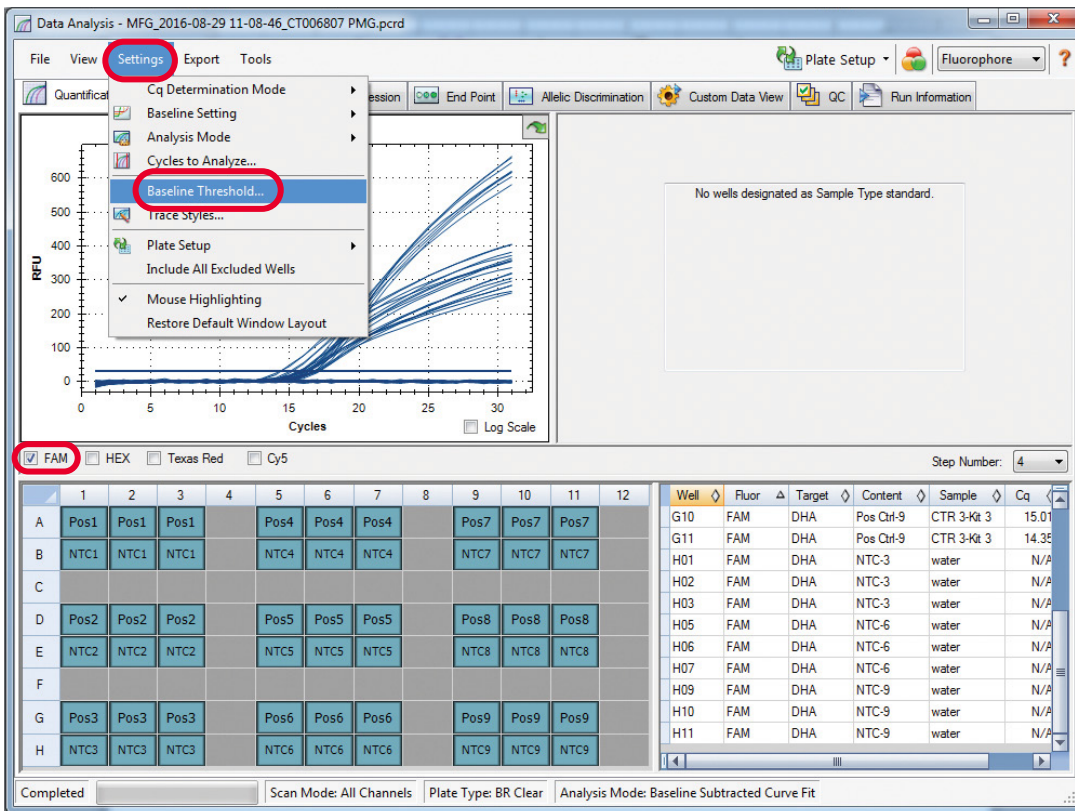 Data Analysis - MFG_2016-08-29 11-08-46_CT006807 PMG.pcrd
File View Settings Export Tools Plate Setup Fluorophore ?
Quantificat ession End Point Allelic Discrimination Custom Data View QC Run Information
Cq Determination Mode
Baseline Setting
Analysis Mode
Cycles to Analyze...
Baseline Threshold...
Trace Styles...
Plate Setup
Include All Excluded Wells
Mouse Highlighting
Restore Default Window Layout
No wells designated as Sample Type standard.
RFU
600
500
400
300
200
100
0
0 5 10 15 20 25 30
Cycles
Log Scale
FAM HEX Texas Red Cy5 Step Number: 4
1 2 3 4 5 6 7 8 9 10 11 12
A Pos1 Pos1 Pos1 Pos4 Pos4 Pos4 Pos7 Pos7 Pos7
B NTC1 NTC1 NTC1 NTC4 NTC4 NTC4 NTC7 NTC7 NTC7
C
D Pos2 Pos2 Pos2 Pos5 Pos5 Pos5 Pos8 Pos8 Pos8
E NTC2 NTC2 NTC2 NTC5 NTC5 NTC5 NTC8 NTC8 NTC8
F
G Pos3 Pos3 Pos3 Pos6 Pos6 Pos6 Pos9 Pos9 Pos9
H NTC3 NTC3 NTC3 NTC6 NTC6 NTC6 NTC9 NTC9 NTC9
Well Fluor Target Content Sample Cq
G10 FAM DHA Pos Ctrl-9 CTR 3-Kit 3 15.01
G11 FAM DHA Pos Ctrl-9 CTR 3-Kit 3 14.35
H01 FAM DHA NTC-3 water N/A
H02 FAM DHA NTC-3 water N/A
H03 FAM DHA NTC-3 water N/A
H05 FAM DHA NTC-6 water N/A
H06 FAM DHA NTC-6 water N/A
H07 FAM DHA NTC-6 water N/A
H09 FAM DHA NTC-9 water N/A
H10 FAM DHA NTC-9 water N/A
H11 FAM DHA NTC-9 water N/A
Completed Scan Mode: All Channels Plate Type: BR Clear Analysis Mode: Baseline Subtracted Curve Fit